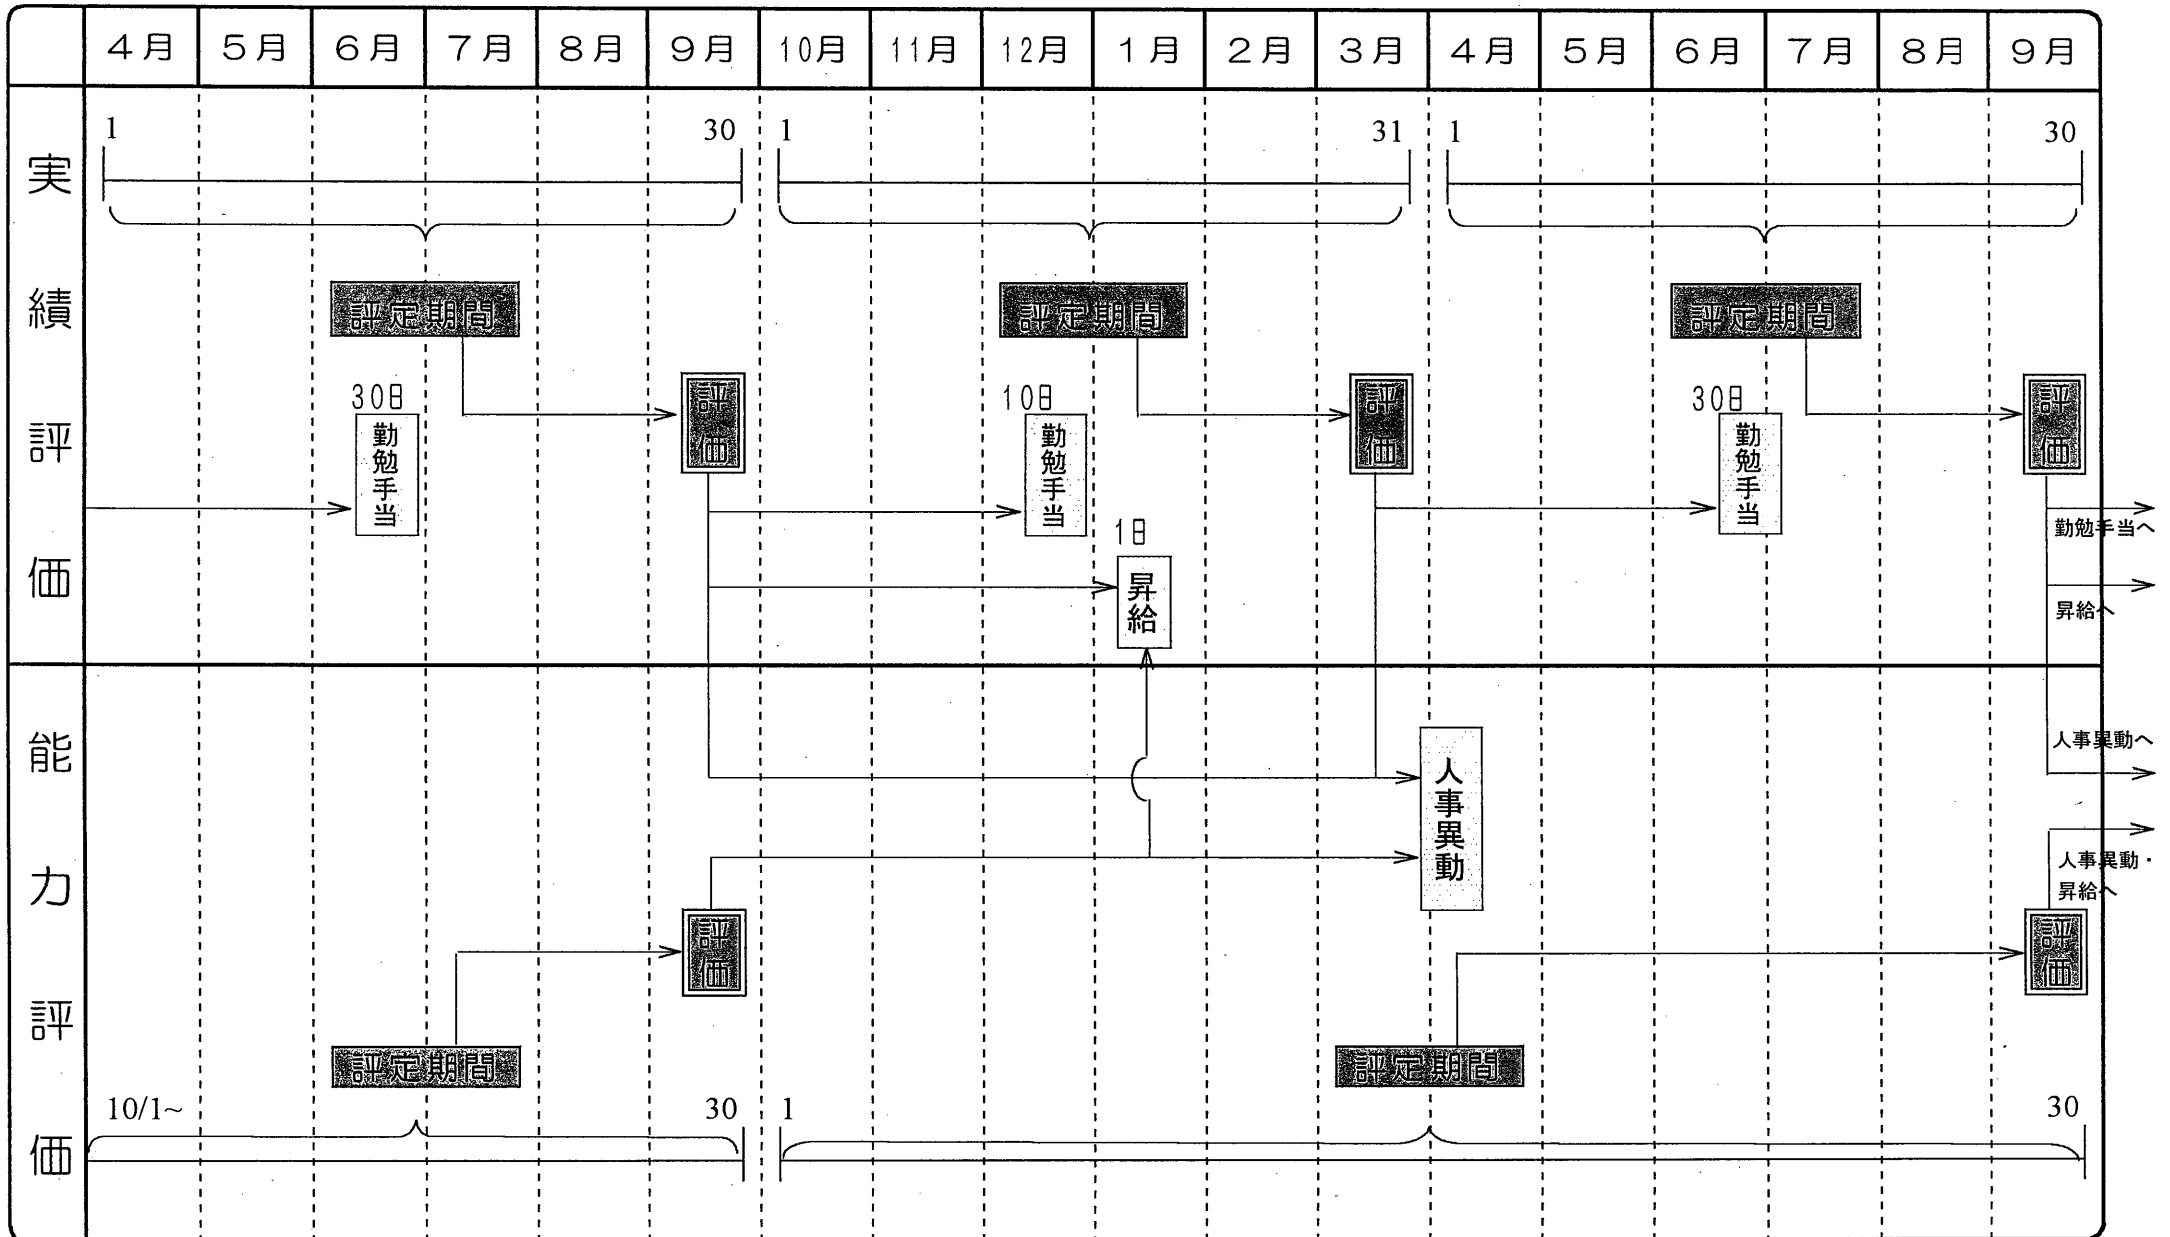 4月 5月 6月 7月 8月 9月 10月 11月 12月 1月 2月 3月 4月 5月 6月 7月 8月 9月
実績評価
1 30 1 31 1 30
評定期間 評定期間 評定期間
30日
勤勉手当
評価
10日
勤勉手当
1日
昇給
評価
30日
勤勉手当
評価
勤勉手当へ
昇給へ
能力評価
人事異動
人事異動へ
人事異動・
昇給へ
評価 評価
評定期間 評定期間
10/1~ 30 1 30